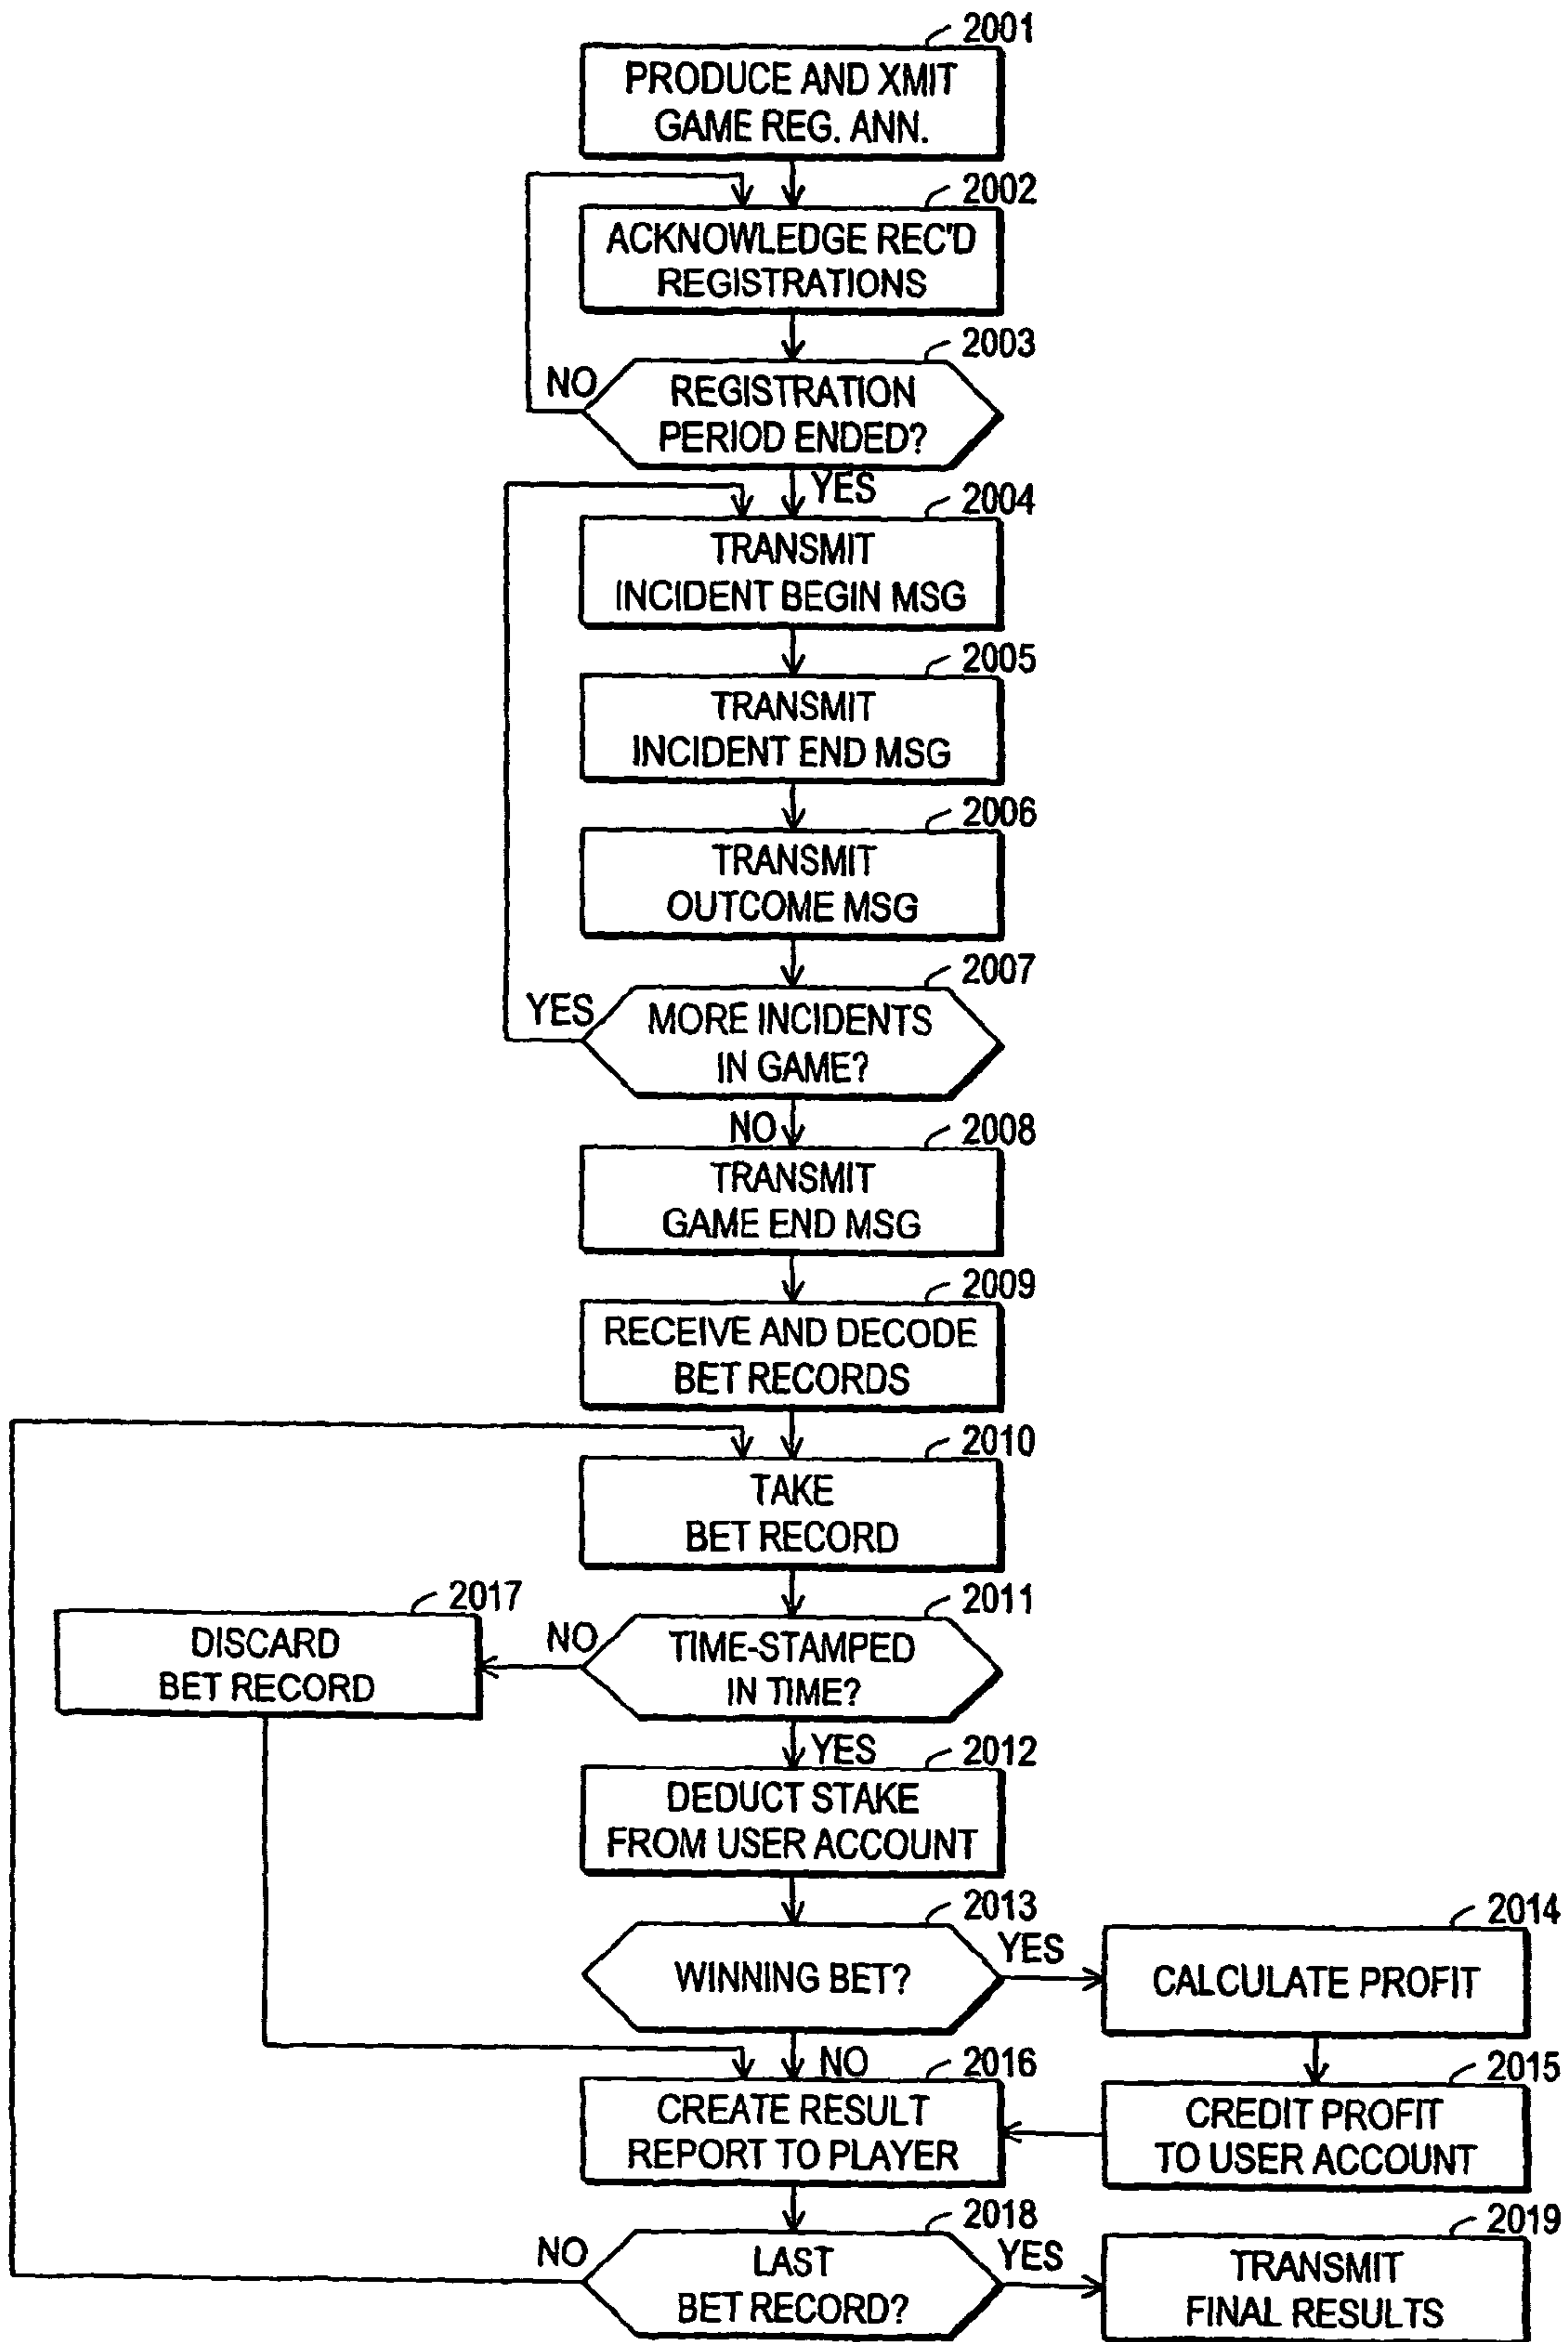 2001
PRODUCE AND XMIT
GAME REG. ANN.
2002
ACKNOWLEDGE REC'D
REGISTRATIONS
2003
NO
REGISTRATION
PERIOD ENDED?
YES
2004
TRANSMIT
INCIDENT BEGIN MSG
2005
TRANSMIT
INCIDENT END MSG
2006
TRANSMIT
OUTCOME MSG
2007
YES
MORE INCIDENTS
IN GAME?
NO
2008
TRANSMIT
GAME END MSG
2009
RECEIVE AND DECODE
BET RECORDS
2010
TAKE
BET RECORD
2011
TIME-STAMPED
IN TIME?
NO
2017
DISCARD
BET RECORD
YES
2012
DEDUCT STAKE
FROM USER ACCOUNT
2013
WINNING BET?
YES
2014
CALCULATE PROFIT
NO
2016
CREATE RESULT
REPORT TO PLAYER
2015
CREDIT PROFIT
TO USER ACCOUNT
2018
NO
LAST
BET RECORD?
YES
2019
TRANSMIT
FINAL RESULTS